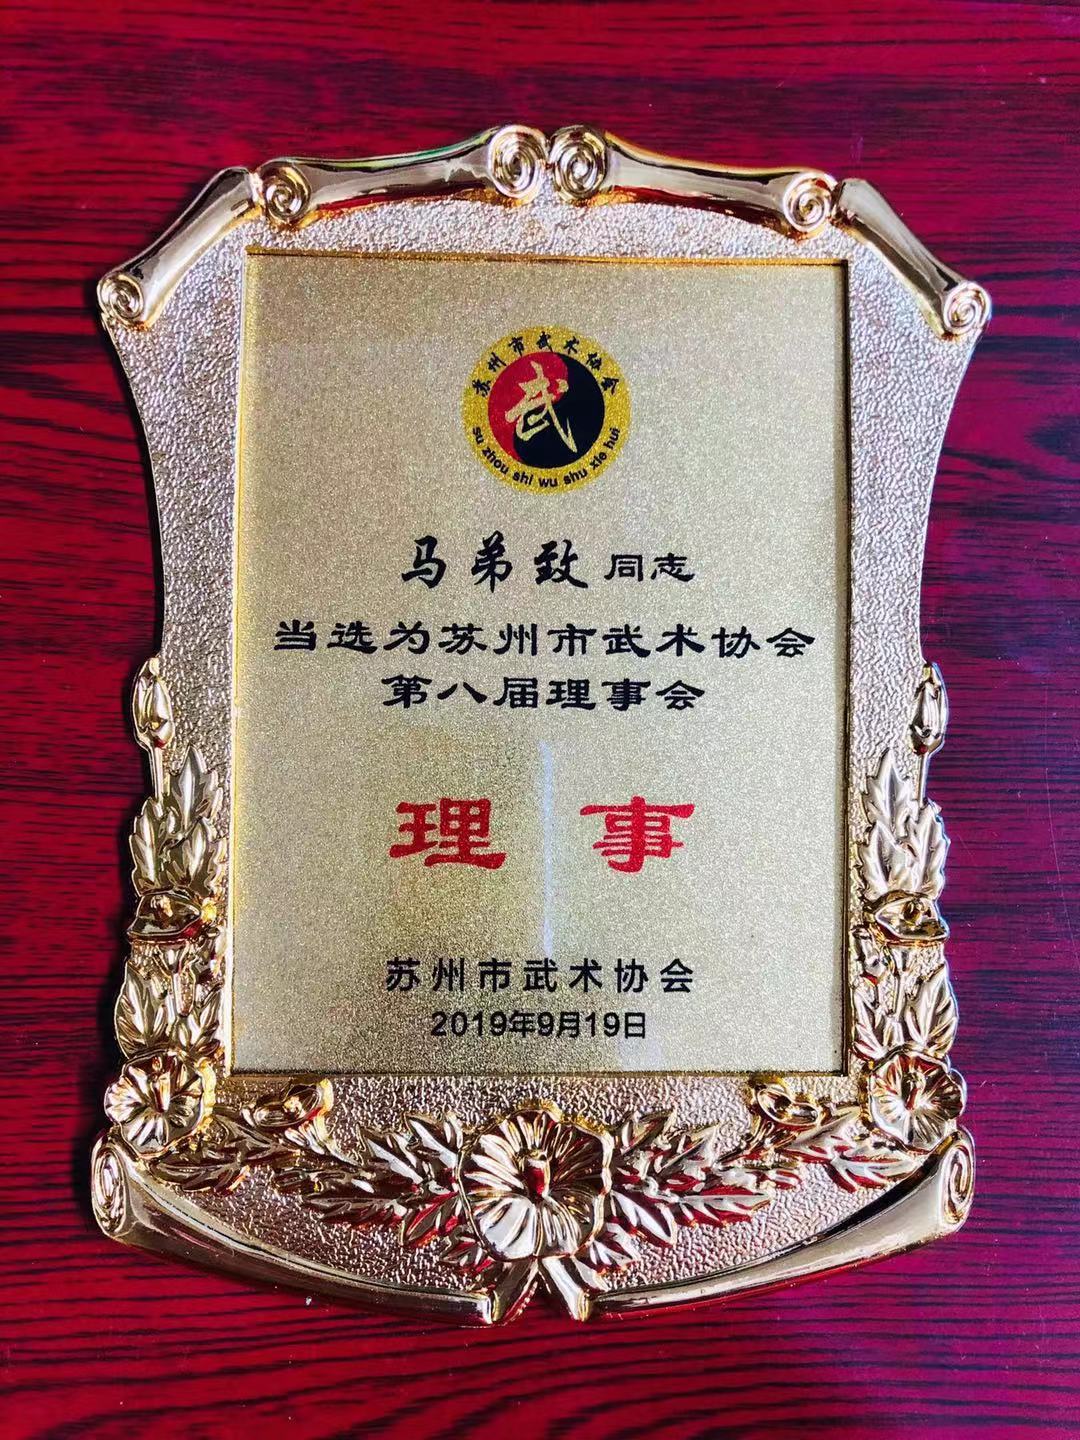 苏州市武术协会
武
su zhou shi wu shu xie hui
马弟致同志
当选为苏州市武术协会
第八届理事会
理事
苏州市武术协会
2019年9月19日